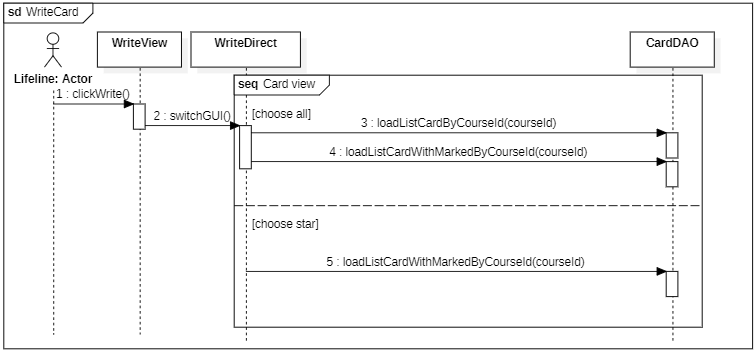 sd WriteCard
WriteView
WriteDirect
CardDAO
Lifeline: Actor
seq Card view
1 : clickWrite()
2 : switchGUI()
[choose all]
3 : loadListCardByCourseId(courseId)
4 : loadListCardWithMarkedByCourseId(courseId)
[choose star]
5 : loadListCardWithMarkedByCourseId(courseId)